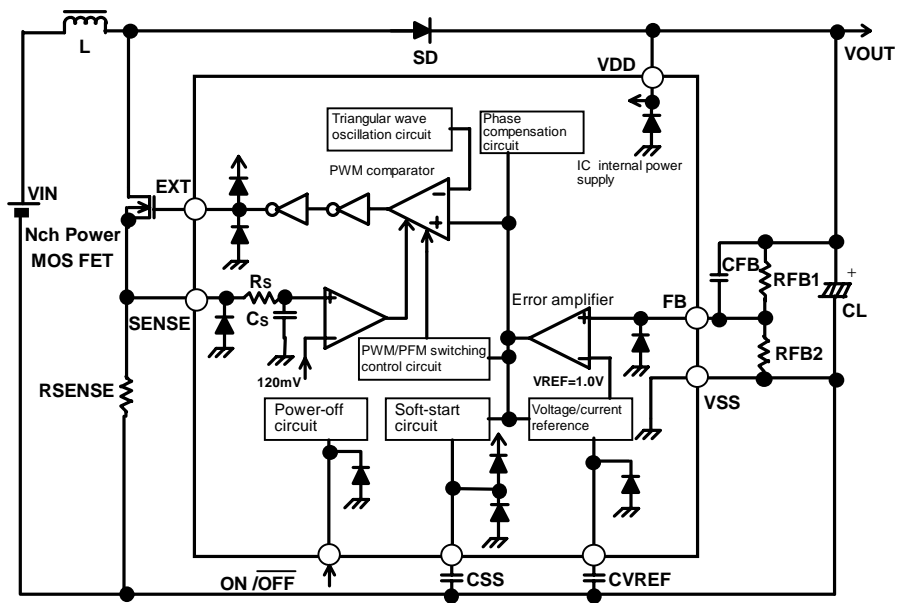 L
SD
VOUT
VDD
Triangular wave
oscillation circuit
Phase
compensation
circuit
IC internal power
supply
PWM comparator
EXT
VIN
Nch Power
MOS FET
-
+
RS
CS
SENSE
+
-
120mV
RSENSE
PWM/PFM switching
control circuit
Error amplifier
+
-
VREF=1.0V
FB
CFB
RFB1
RFB2
+
CL
VSS
Power-off
circuit
Soft-start
circuit
Voltage/current
reference
ON /OFF
CSS
CVREF